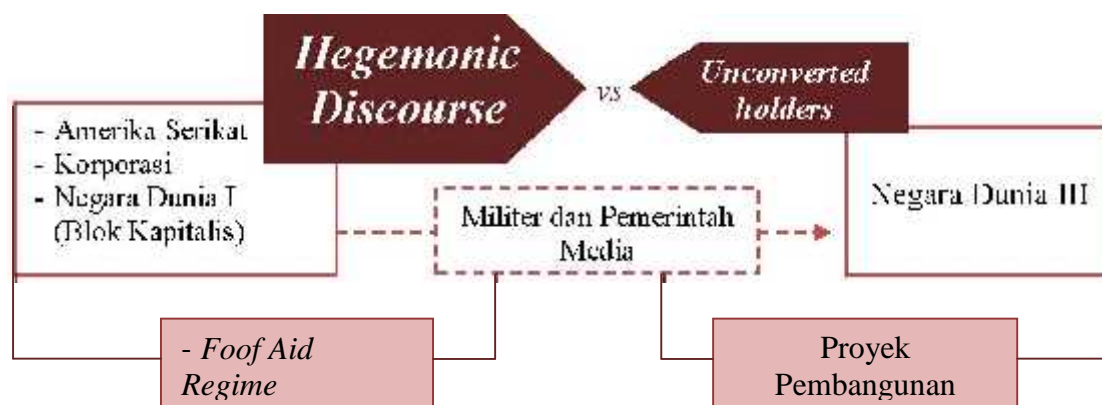 Hegemonic
Discourse
vs
Unconverted
holders
- Amerika Serikat
- Korporasi
- Negara Dunia I
(Blok Kapitalis)
Militer dan Pemerintah
Media
Negara Dunia III
- Foof Aid
Regime
Proyek
Pembangunan